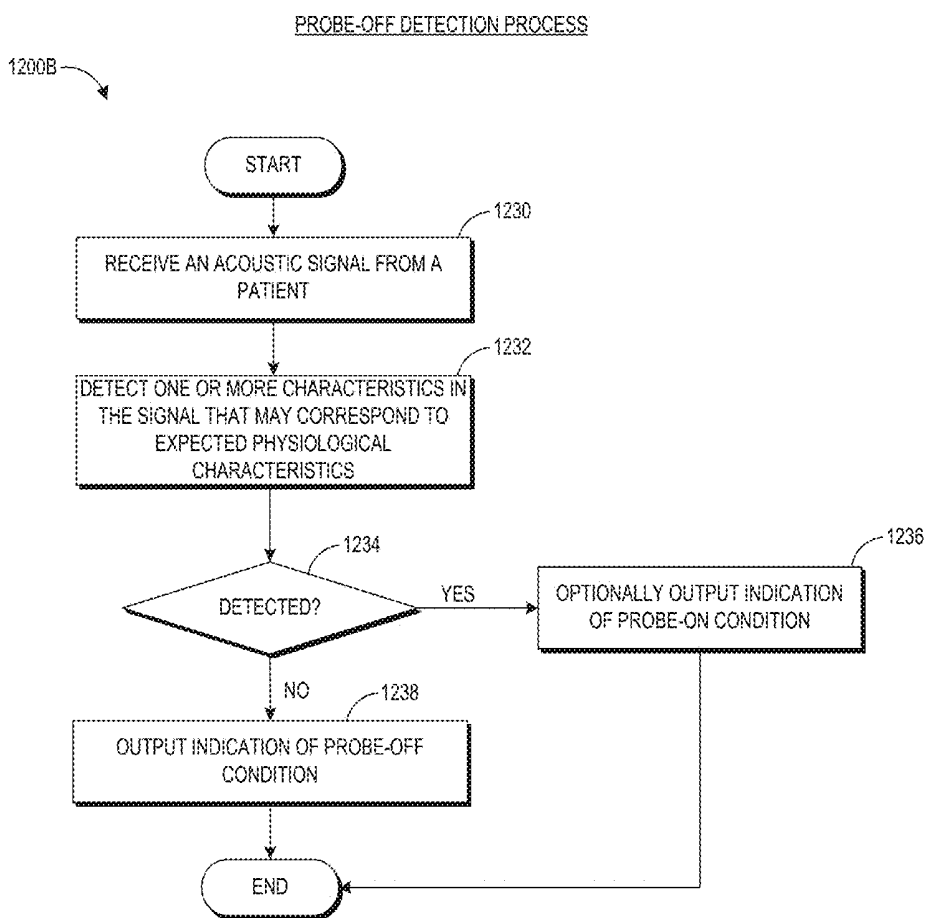 PROBE-OFF DETECTION PROCESS
1200B
START
1230
RECEIVE AN ACOUSTIC SIGNAL FROM A
PATIENT
1232
DETECT ONE OR MORE CHARACTERISTICS IN
THE SIGNAL THAT MAY CORRESPOND TO
EXPECTED PHYSIOLOGICAL
CHARACTERISTICS
1234
DETECTED?
YES
1236
OPTIONALLY OUTPUT INDICATION
OF PROBE-ON CONDITION
NO
1238
OUTPUT INDICATION OF PROBE-OFF
CONDITION
END